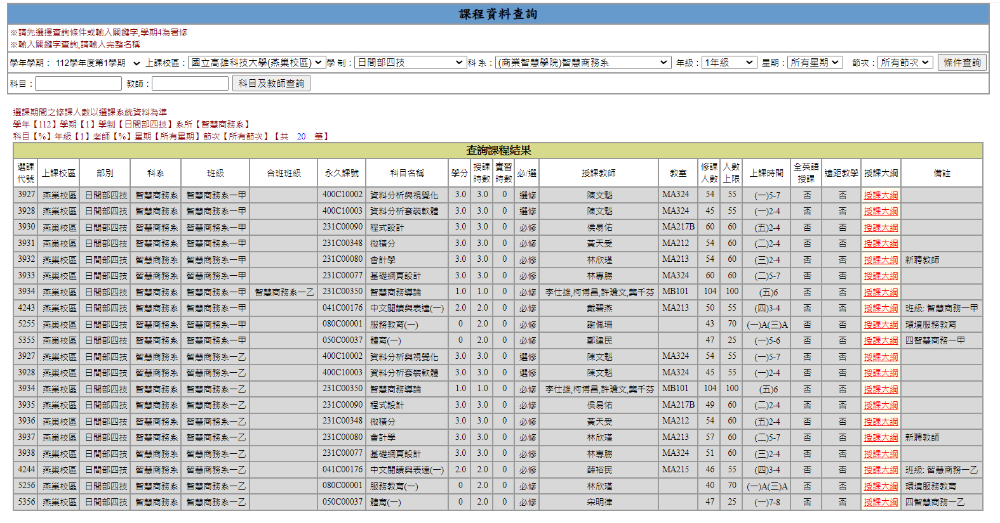 課程資料查詢
※請先選擇查詢條件或輸入關鍵字,學期4為暑修
※輸入關鍵字查詢,請輸入完整名稱
學年學期： 112學年度第1學期 上課校區：國立高雄科技大學(燕巢校區) 學 制：日間部四技 科 系：(商業智慧學院)智慧商務系 年級：1年級 星期：所有星期 節次：所有節次 條件查詢
科目： 教師： 科目及教師查詢
選課期間之修課人數以選課系統資料為準
學年【112】學期【1】學制【日間部四技】系所【智慧商務系】
科目【%】年級【1】老師【%】星期【所有星期】節次【所有節次】【共 20 筆】
查詢課程結果
選課代號 上課校區 部別 科系 班級 合班班級 永久課號 科目名稱 學分 授課時數 實習時數 必/選 授課教師 教室 修課人數 人數上限 上課時間 全英語授課 遠距教學 授課大綱 備註
3927 燕巢校區 日間部四技 智慧商務系 智慧商務系一甲 400C10002 資料分析與視覺化 3.0 3.0 0 選修 陳文魁 MA324 54 55 (一)5-7 否 否 授課大綱
3928 燕巢校區 日間部四技 智慧商務系 智慧商務系一甲 400C10003 資料分析套裝軟體 3.0 3.0 0 選修 陳文魁 MA324 45 55 (一)2-4 否 否 授課大綱
3930 燕巢校區 日間部四技 智慧商務系 智慧商務系一甲 231C00090 程式設計 3.0 3.0 0 必修 侯易佑 MA217B 60 60 (五)2-4 否 否 授課大綱
3931 燕巢校區 日間部四技 智慧商務系 智慧商務系一甲 231C00348 微積分 3.0 3.0 0 必修 黃天受 MA212 54 60 (二)2-4 否 否 授課大綱
3932 燕巢校區 日間部四技 智慧商務系 智慧商務系一甲 231C00080 會計學 3.0 3.0 0 必修 林欣瑾 MA213 54 60 (三)2-4 否 否 授課大綱 新聘教師
3933 燕巢校區 日間部四技 智慧商務系 智慧商務系一甲 231C00077 基礎網頁設計 3.0 3.0 0 必修 林專勝 MA324 60 60 (二)5-7 否 否 授課大綱
3934 燕巢校區 日間部四技 智慧商務系 智慧商務系一甲 智慧商務系一乙 231C00350 智慧商務導論 1.0 1.0 0 必修 李仕雄,柯博昌,許瓊文,龔千芬 MB101 104 100 (五)6 否 否 授課大綱
4243 燕巢校區 日間部四技 智慧商務系 智慧商務系一甲 041C00176 中文閱讀與表達(一) 2.0 2.0 0 必修 戴碧燕 MA213 50 55 (四)3-4 否 否 授課大綱 班級: 智慧商務一甲
5255 燕巢校區 日間部四技 智慧商務系 智慧商務系一甲 080C00001 服務教育(一) 0 2.0 0 必修 謝佩珊 43 70 (一)A(三)A 否 否 授課大綱 環境服務教育
5355 燕巢校區 日間部四技 智慧商務系 智慧商務系一甲 050C00037 體育(一) 0 2.0 0 必修 鄭建民 47 25 (一)5-6 否 否 授課大綱 四智慧商務一甲
3927 燕巢校區 日間部四技 智慧商務系 智慧商務系一乙 400C10002 資料分析與視覺化 3.0 3.0 0 選修 陳文魁 MA324 54 55 (一)5-7 否 否 授課大綱
3928 燕巢校區 日間部四技 智慧商務系 智慧商務系一乙 400C10003 資料分析套裝軟體 3.0 3.0 0 選修 陳文魁 MA324 45 55 (一)2-4 否 否 授課大綱
3934 燕巢校區 日間部四技 智慧商務系 智慧商務系一乙 231C00350 智慧商務導論 1.0 1.0 0 必修 李仕雄,柯博昌,許瓊文,龔千芬 MB101 104 100 (五)6 否 否 授課大綱
3935 燕巢校區 日間部四技 智慧商務系 智慧商務系一乙 231C00090 程式設計 3.0 3.0 0 必修 侯易佑 MA217B 49 60 (二)2-4 否 否 授課大綱
3936 燕巢校區 日間部四技 智慧商務系 智慧商務系一乙 231C00348 微積分 3.0 3.0 0 必修 黃天受 MA212 54 60 (五)2-4 否 否 授課大綱
3937 燕巢校區 日間部四技 智慧商務系 智慧商務系一乙 231C00080 會計學 3.0 3.0 0 必修 林欣瑾 MA213 57 60 (二)5-7 否 否 授課大綱 新聘教師
3938 燕巢校區 日間部四技 智慧商務系 智慧商務系一乙 231C00077 基礎網頁設計 3.0 3.0 0 必修 林專勝 MA324 51 60 (三)2-4 否 否 授課大綱
4244 燕巢校區 日間部四技 智慧商務系 智慧商務系一乙 041C00176 中文閱讀與表達(一) 2.0 2.0 0 必修 薛裕民 MA215 46 55 (四)3-4 否 否 授課大綱 班級: 智慧商務一乙
5256 燕巢校區 日間部四技 智慧商務系 智慧商務系一乙 080C00001 服務教育(一) 0 2.0 0 必修 林欣瑾 40 70 (一)A(三)A 否 否 授課大綱 環境服務教育
5356 燕巢校區 日間部四技 智慧商務系 智慧商務系一乙 050C00037 體育(一) 0 2.0 0 必修 宋明律 47 25 (一)7-8 否 否 授課大綱 四智慧商務一乙